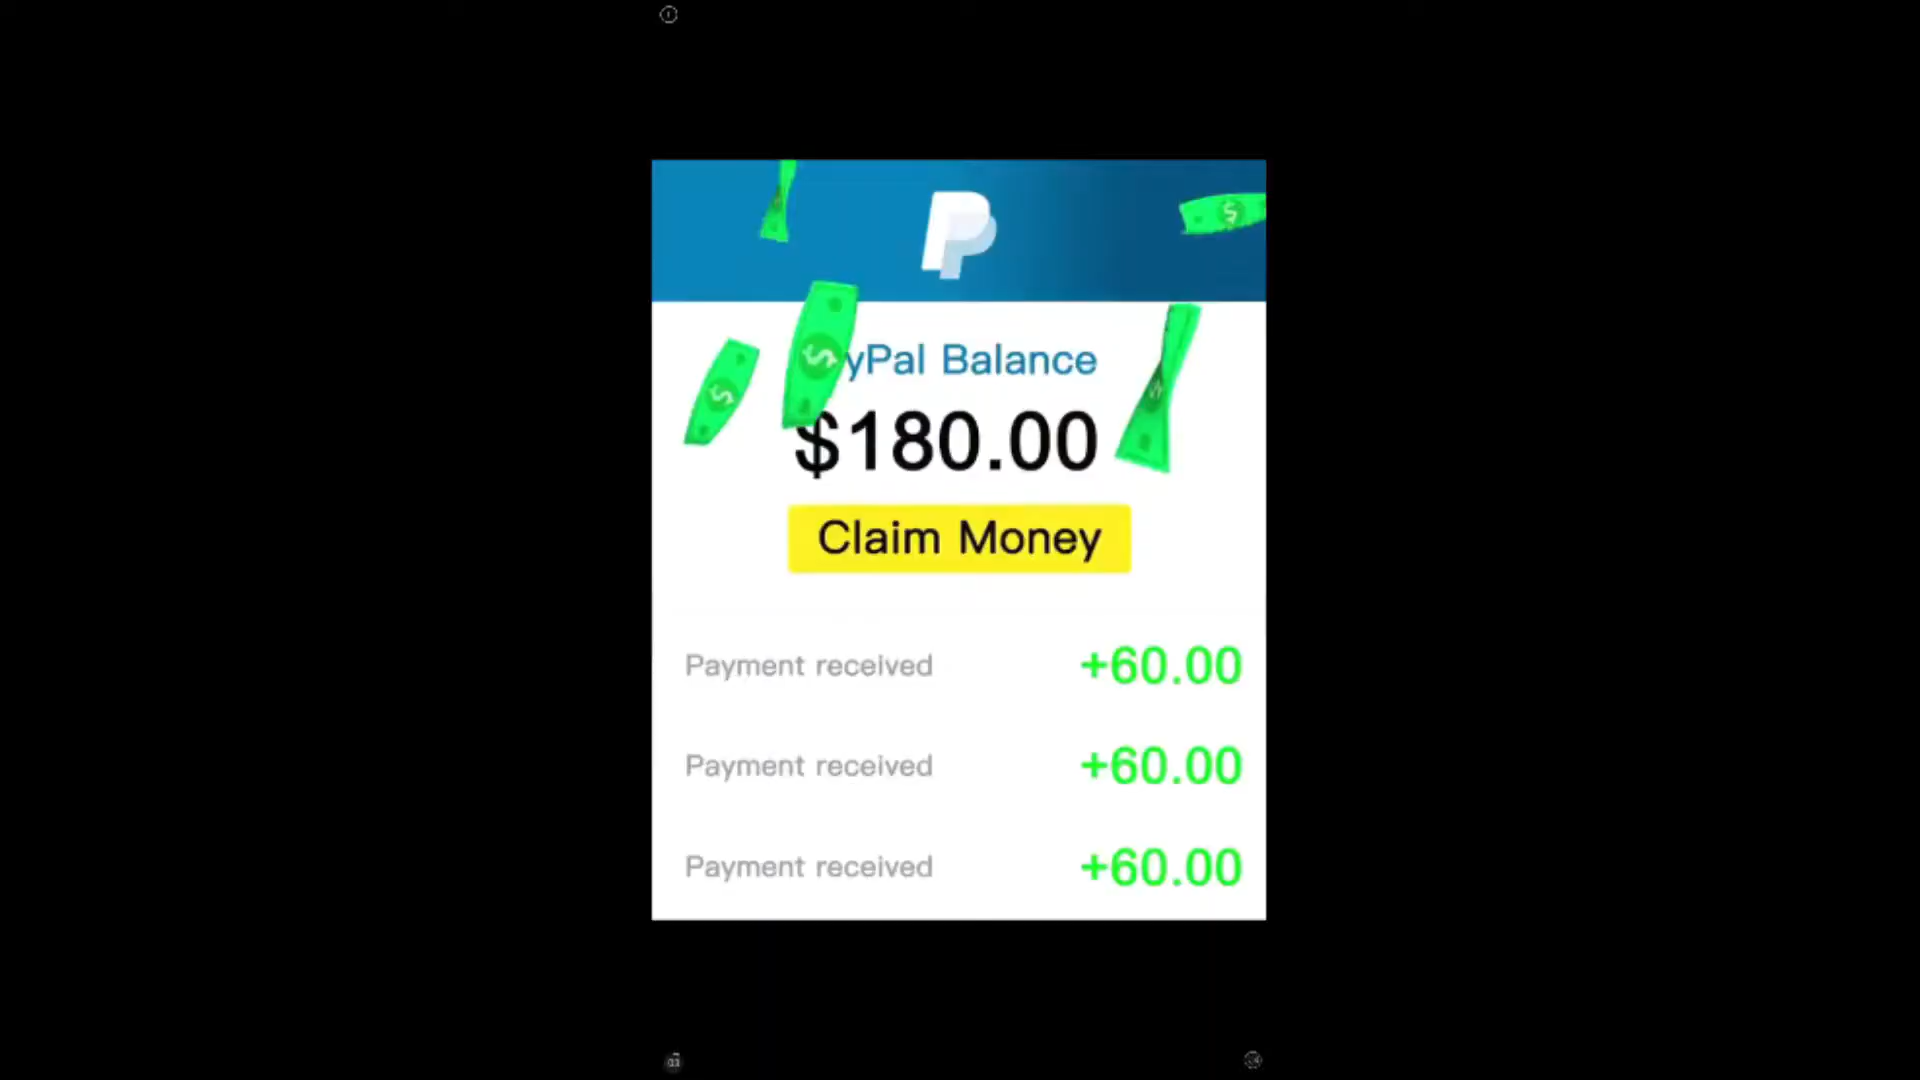 yPal Balance
$180.00
Claim Money
Payment received +60.00
Payment received +60.00
Payment received +60.00